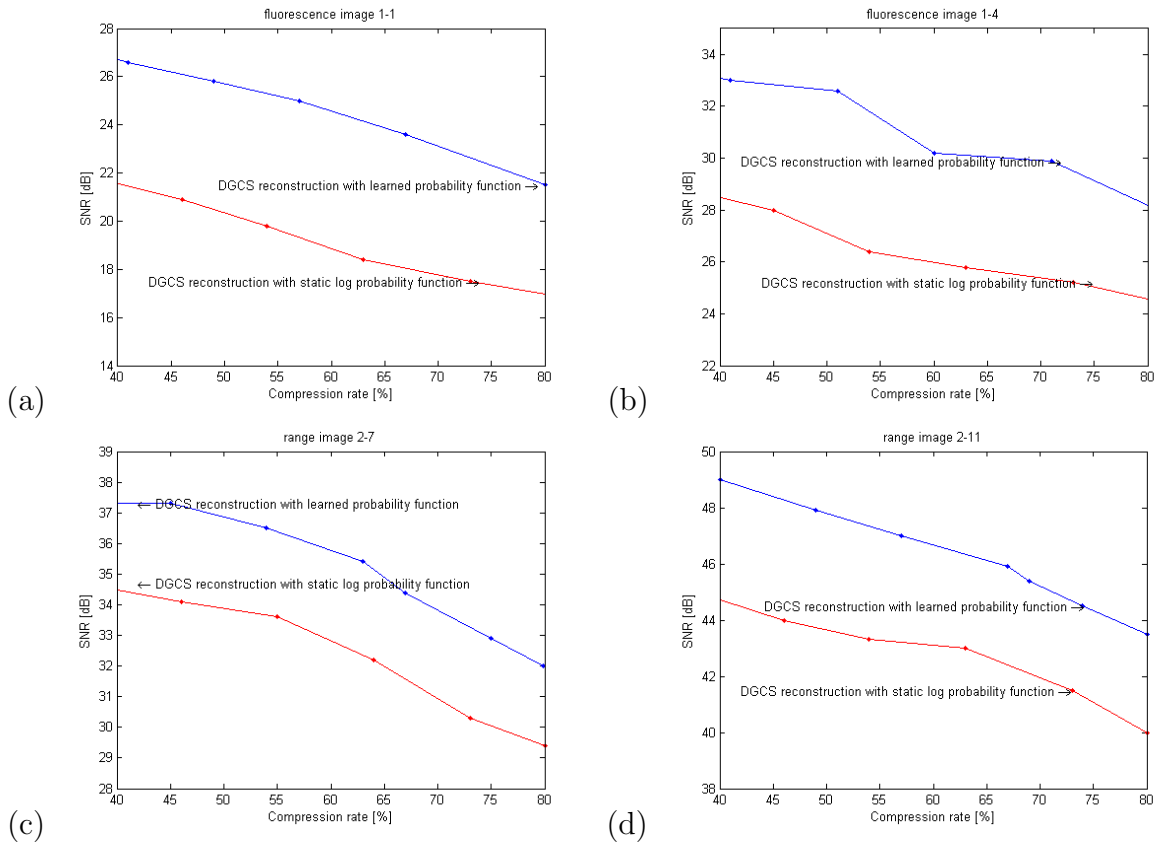 fluorescence image 1-1
28
26
24
22
20
18
16
14
SNR [dB]
DGCS reconstruction with learned probability function →
DGCS reconstruction with static log probability function →
40 45 50 55 60 65 70 75 80
Compression rate [%]
(a)
fluorescence image 1-4
34
32
30
28
26
24
22
SNR [dB]
DGCS reconstruction with learned probability function →
DGCS reconstruction with static log probability function →
40 45 50 55 60 65 70 75 80
Compression rate [%]
(b)
range image 2-7
39
38
37
36
35
34
33
32
31
30
29
28
SNR [dB]
← DGCS reconstruction with learned probability function
← DGCS reconstruction with static log probability function
40 45 50 55 60 65 70 75 80
Compression rate [%]
(c)
range image 2-11
50
48
46
44
42
40
38
SNR [dB]
DGCS reconstruction with learned probability function →
DGCS reconstruction with static log probability function →
40 45 50 55 60 65 70 75 80
Compression rate [%]
(d)